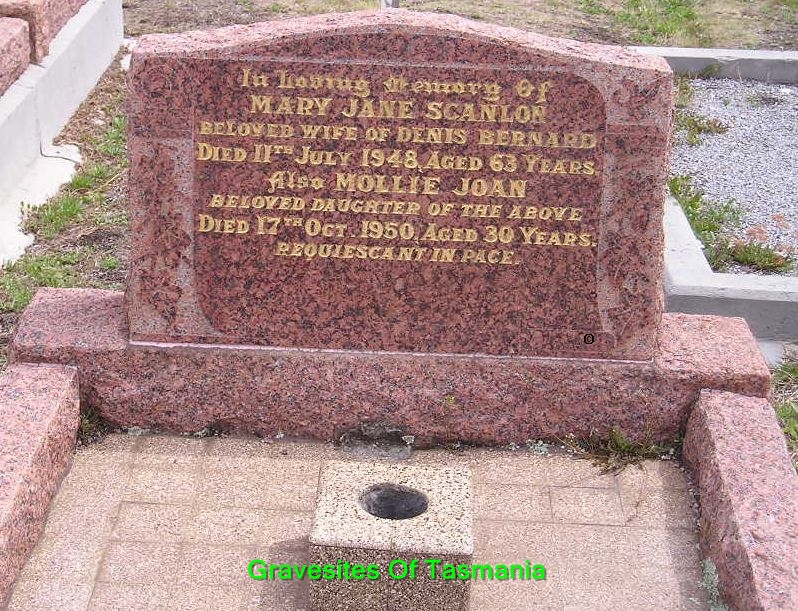 In Loving Memory Of
MARY JANE SCANLON
BELOVED WIFE OF DENIS BERNARD
DIED 11TH JULY 1948, AGED 63 YEARS
Also MOLLIE JOAN
BELOVED DAUGHTER OF THE ABOVE
DIED 17TH OCT. 1950, AGED 30 YEARS.
REQUIESCANT IN PACE.
Gravesites Of Tasmania